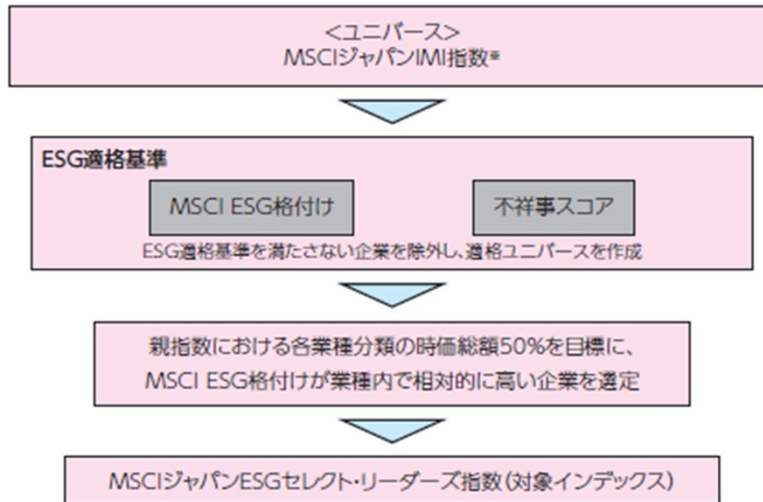 <ユニバース>
MSCIジャパンIMI指数※
ESG適格基準
MSCI ESG格付け
不祥事スコア
ESG適格基準を満たさない企業を除外し、適格ユニバースを作成
親指数における各業種分類の時価総額50%を目標に、
MSCI ESG格付けが業種内で相対的に高い企業を選定
MSCIジャパンESGセレクト・リーダーズ指数(対象インデックス)